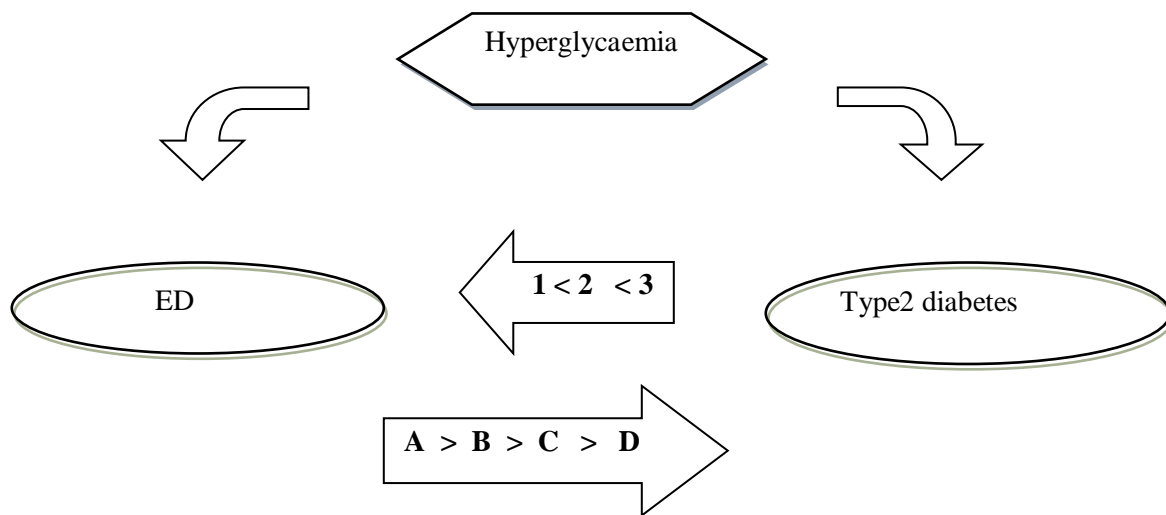 Hyperglycaemia
1 < 2 < 3
ED
Type2 diabetes
A > B > C > D